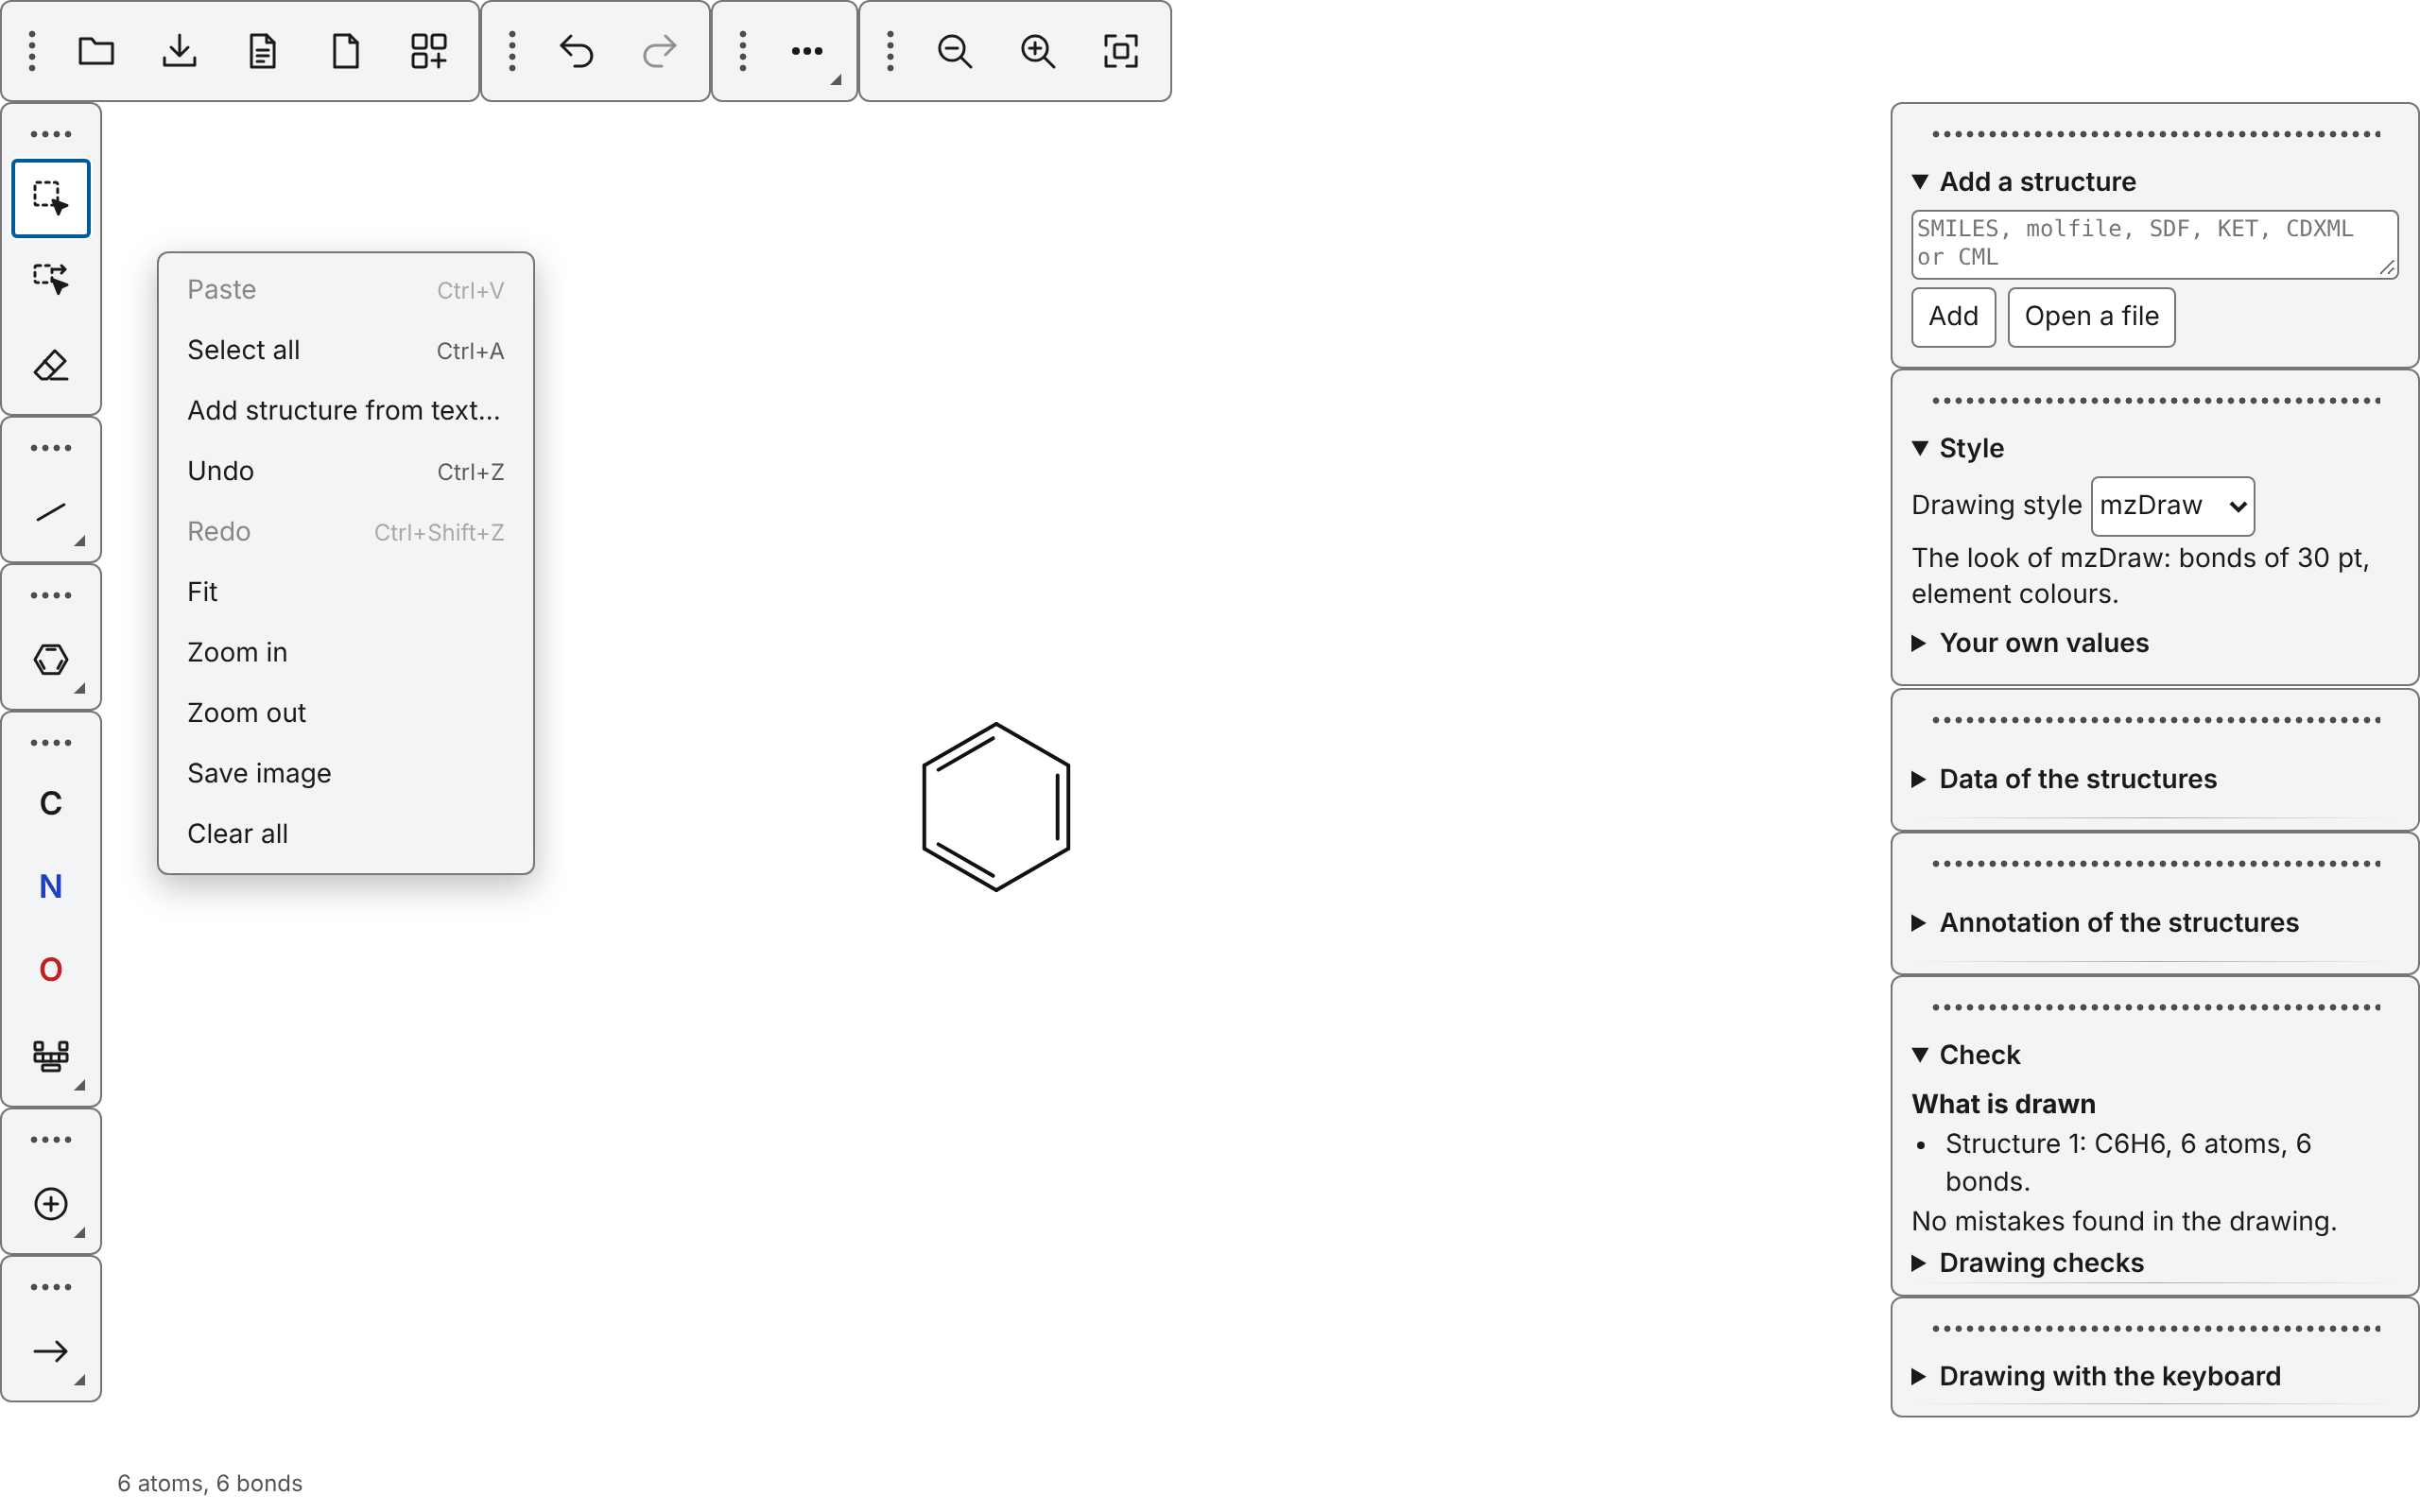 Paste Ctrl+V
Select all Ctrl+A
Add structure from text...
Undo Ctrl+Z
Redo Ctrl+Shift+Z
Fit
Zoom in
Zoom out
Save image
Clear all
C
N
O
6 atoms, 6 bonds
Add a structure
SMILES, molfile, SDF, KET, CDXML
or CML
Add Open a file
Style
Drawing style mzDraw
The look of mzDraw: bonds of 30 pt,
element colours.
Your own values
Data of the structures
Annotation of the structures
Check
What is drawn
• Structure 1: C6H6, 6 atoms, 6
bonds.
No mistakes found in the drawing.
Drawing checks
Drawing with the keyboard